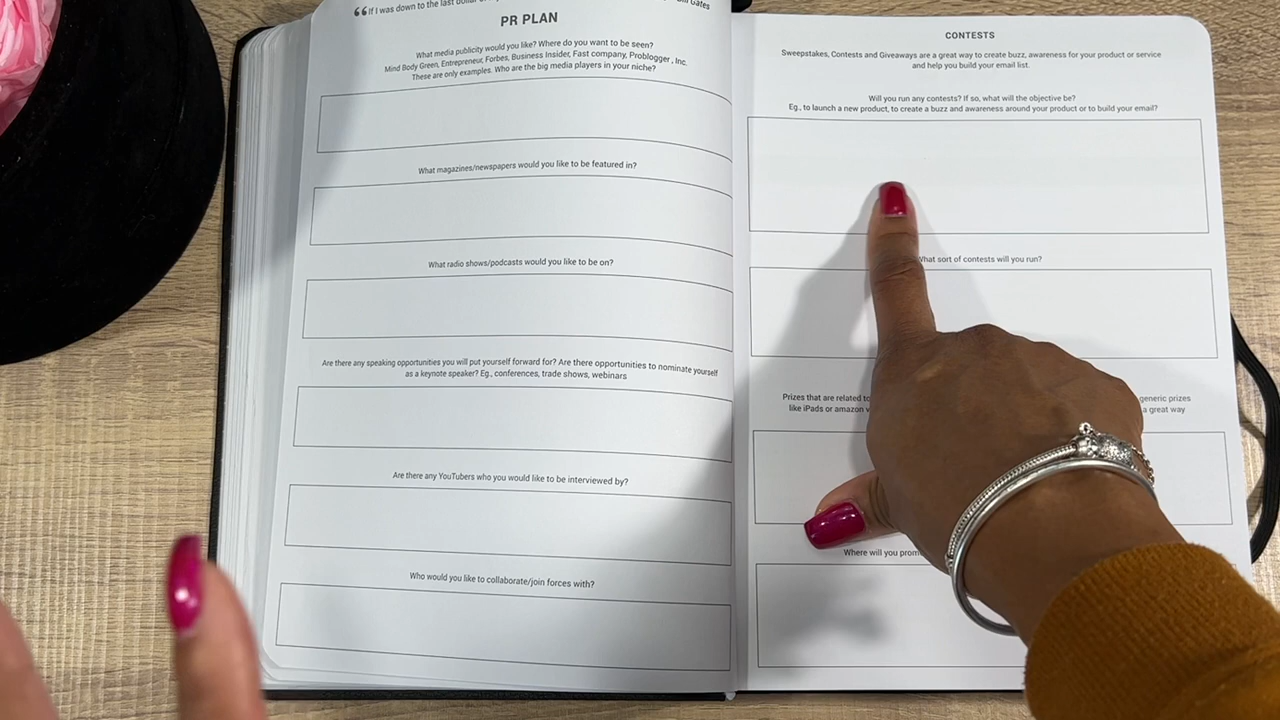 ❝If I was down to the last
Gates
PR PLAN
What media publicity would you like? Where do you want to be seen?
Mind Body Green, Entrepreneur, Forbes, Business Insider, Fast company, Problogger , Inc.
These are only examples. Who are the big media players in your niche?
What magazines/newspapers would you like to be featured in?
What radio shows/podcasts would you like to be on?
Are there any speaking opportunities you will put yourself forward for? Are there opportunities to nominate yourself
as a keynote speaker? Eg., conferences, trade shows, webinars
Are there any YouTubers who you would like to be interviewed by?
Who would you like to collaborate/join forces with?
CONTESTS
Sweepstakes, Contests and Giveaways are a great way to create buzz, awareness for your product or service
and help you build your email list.
Will you run any contests? If so, what will the objective be?
Eg., to launch a new product, to create a buzz and awareness around your product or to build your email?
What sort of contests will you run?
Prizes that are related to generic prizes
like iPads or amazon a great way
Where will you